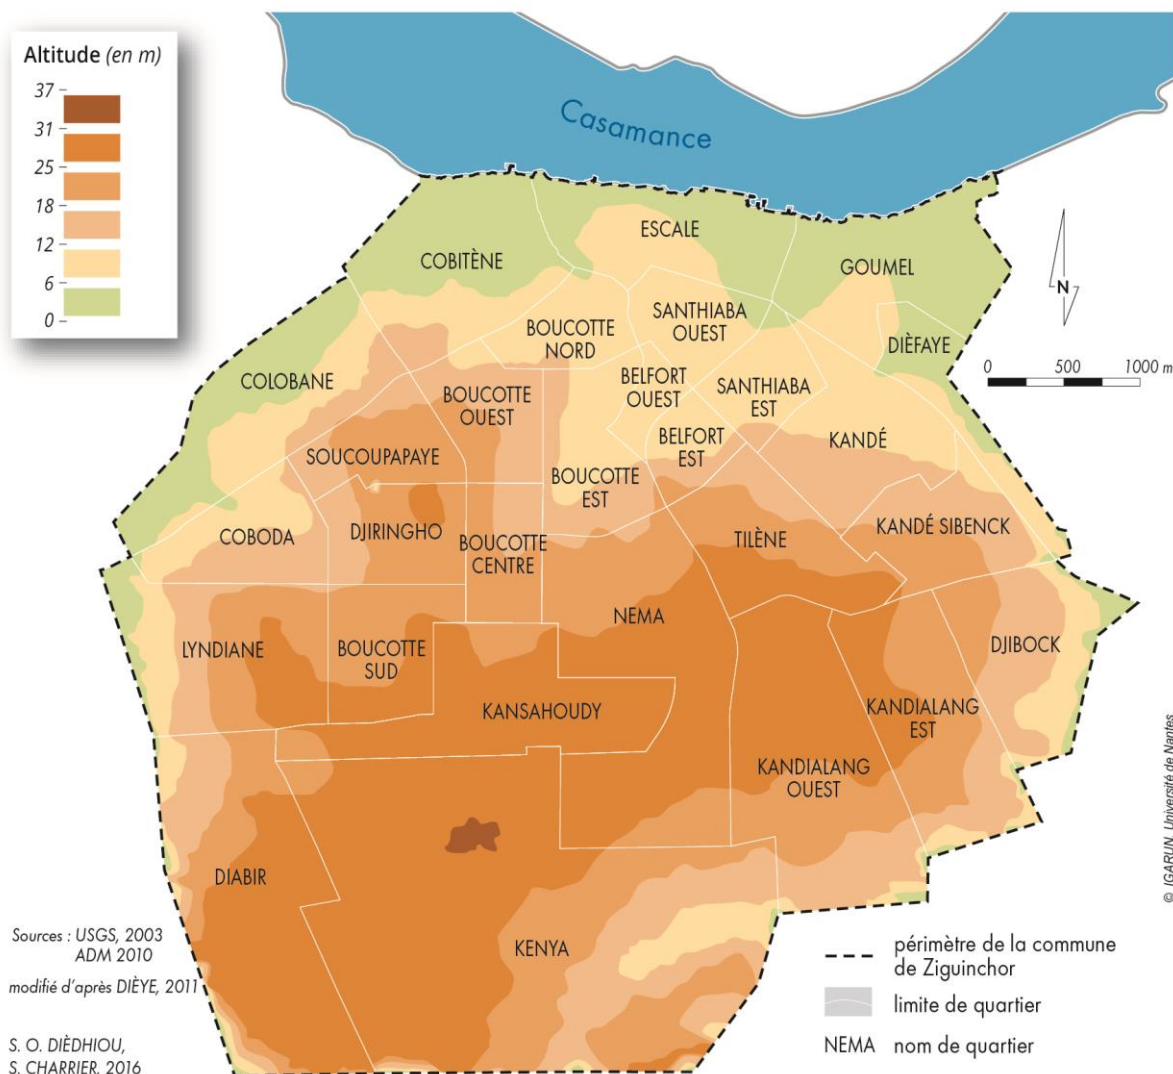 Altitude (en m)
37
31
25
18
12
6
0
Casamance
ESCALE
COBITÈNE
GOUMEL
N
SANTHIABA
OUEST
BOUCOTTE
NORD
DIÈFAYE
0 500 1000 m
COLOBANE
BOUCOTTE
OUEST
BELFORT
OUEST
SANTHIABA
EST
BELFORT
EST
KANDÉ
SOUCOUPAPAYE
BOUCOTTE
EST
COBODA
DJIRINGHO
BOUCOTTE
CENTRE
TILÈNE
KANDÉ SIBENCK
NEMA
LYNDIANE
BOUCOTTE
SUD
DJIBOCK
KANSAHOUDY
KANDIALANG
EST
KANDIALANG
OUEST
DIABIR
KENYA
© IGARUN, Université de Nantes
Sources : USGS, 2003
ADM 2010
modifié d'après DIÈYE, 2011
S. O. DIÈDHIOU,
S. CHARRIER, 2016
périmètre de la commune
de Ziguinchor
limite de quartier
NEMA nom de quartier